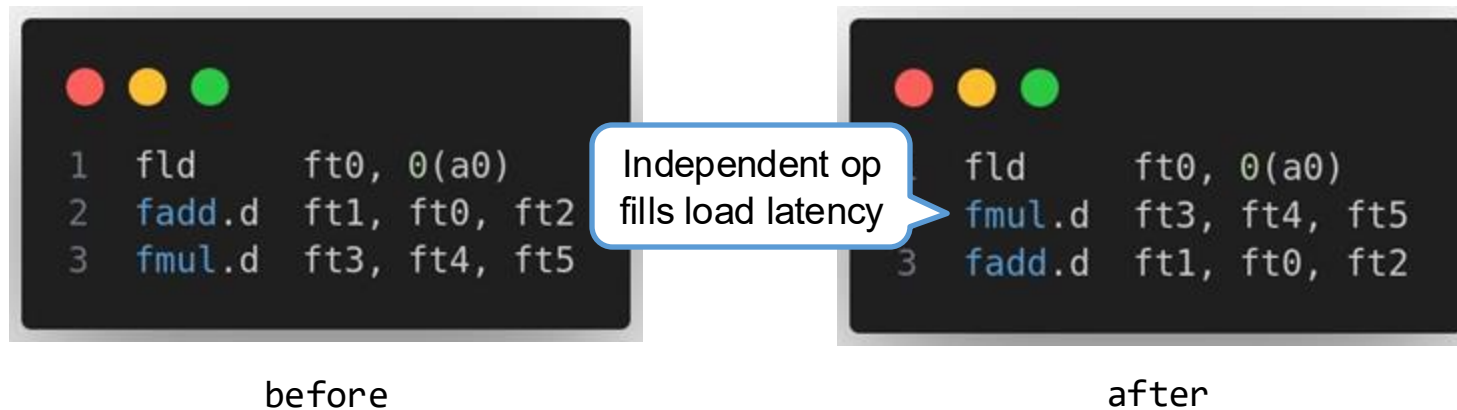 1 fld ft0, 0(a0)
2 fadd.d ft1, ft0, ft2
3 fmul.d ft3, ft4, ft5
before
Independent op
fills load latency
fld ft0, 0(a0)
fmul.d ft3, ft4, ft5
3 fadd.d ft1, ft0, ft2
after